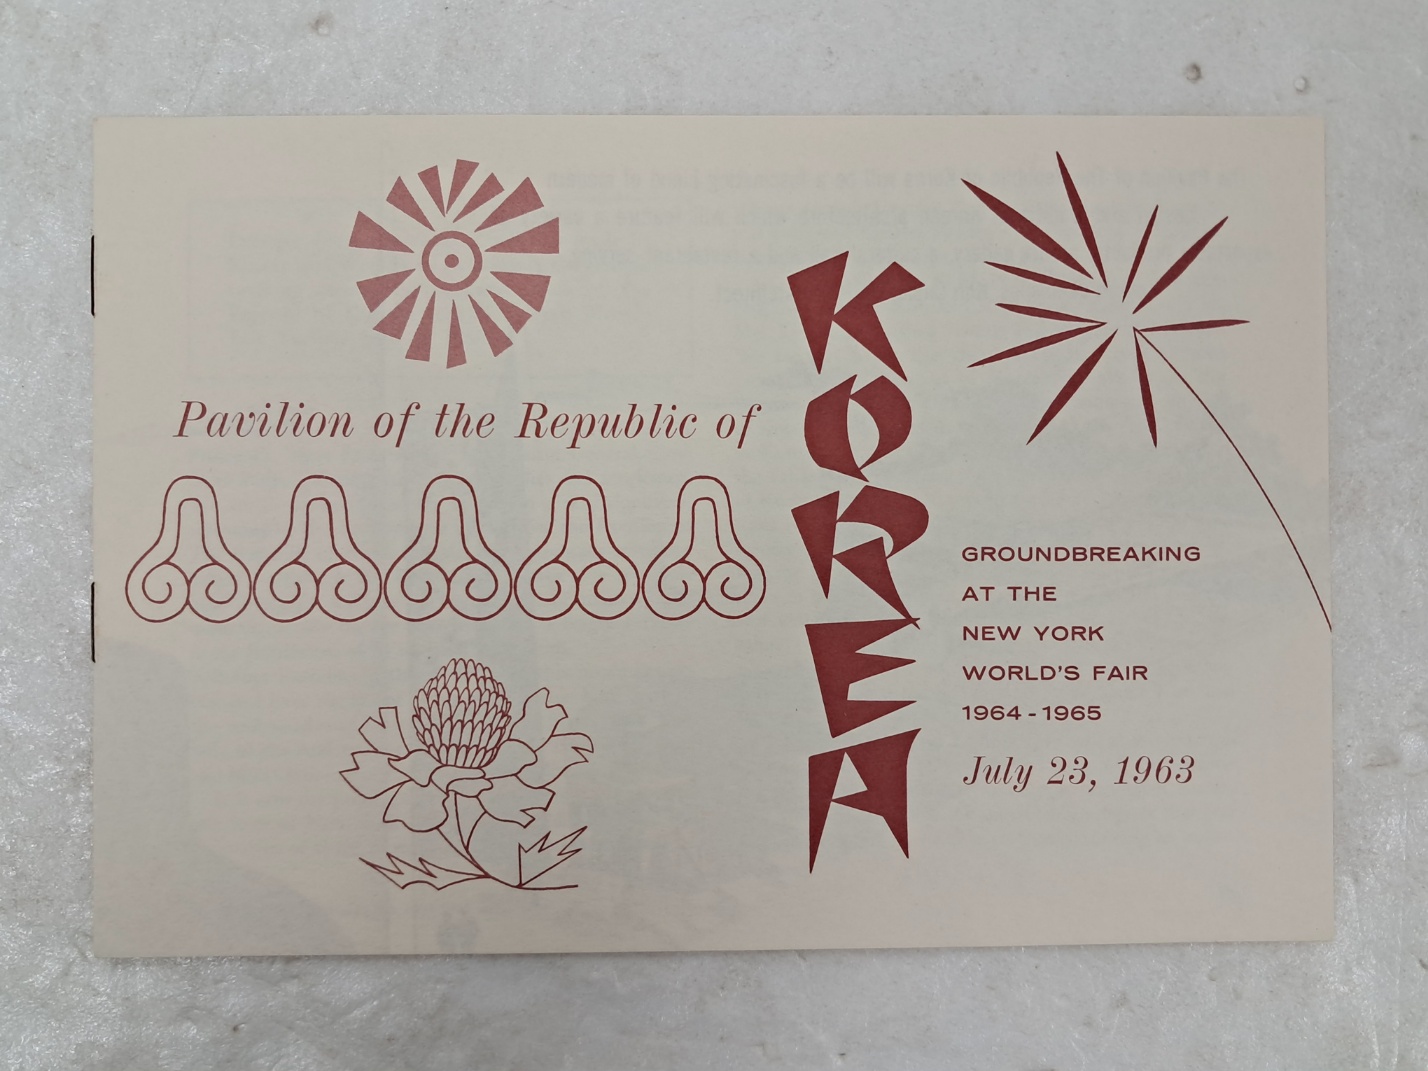 Pavilion of the Republic of
KOREA
GROUNDBREAKING
AT THE
NEW YORK
WORLD'S FAIR
1964-1965
July 23, 1963